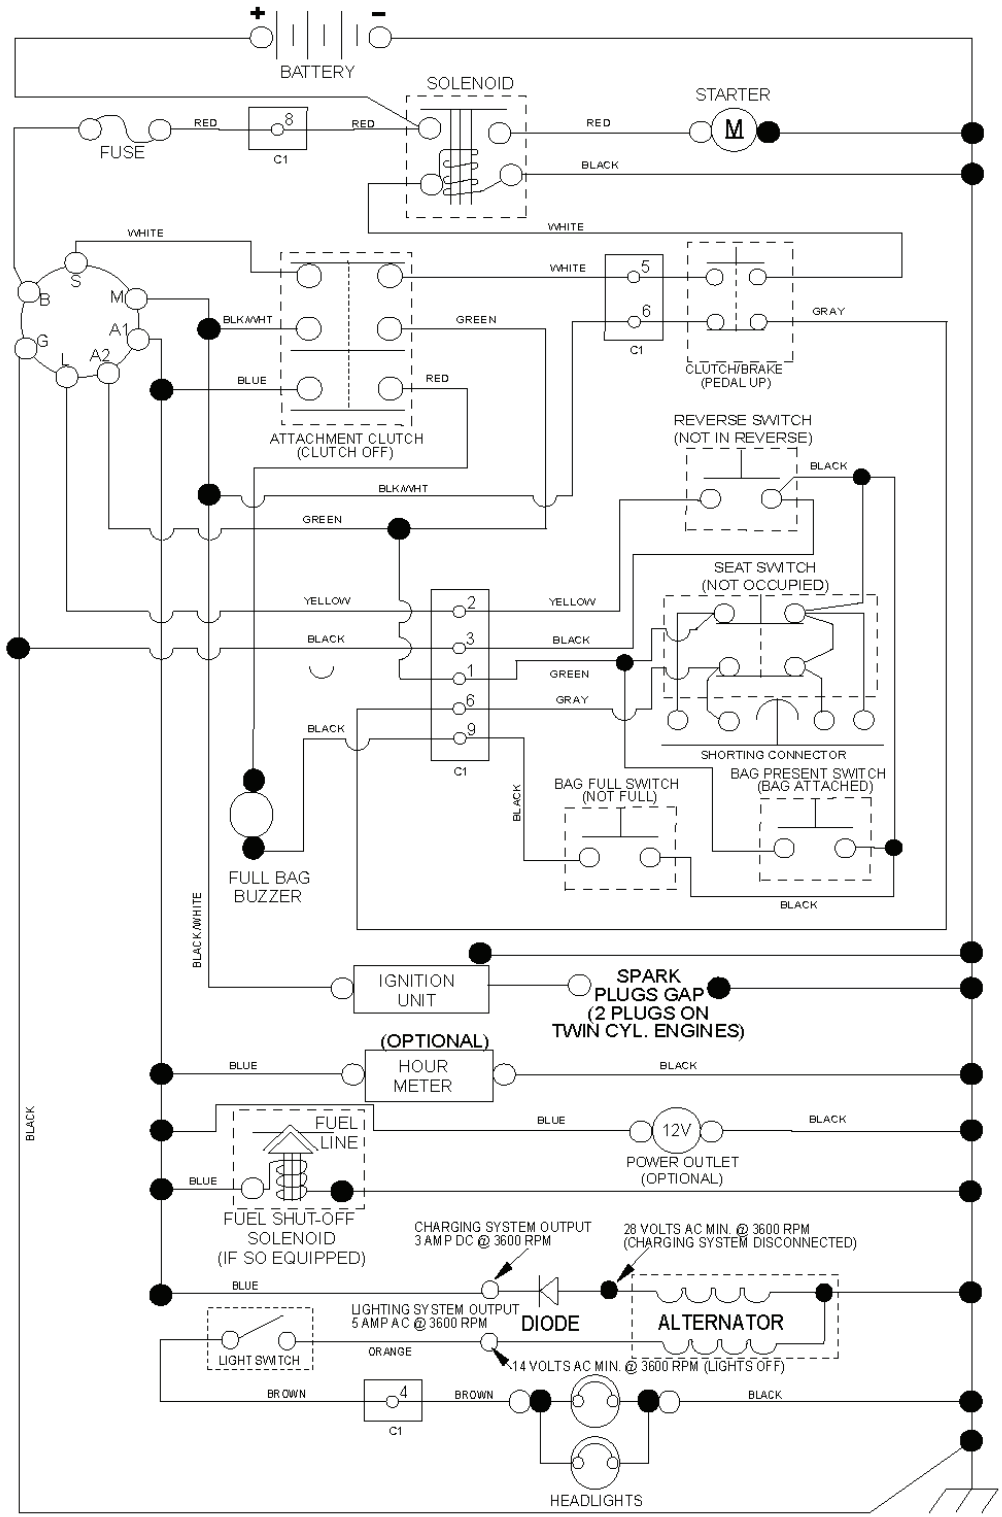 + -
BATTERY
SOLENOID
STARTER
M
FUSE
RED
8
C1
RED
RED
BLACK
WHITE
WHITE
S
B
M
A1
G
L
A2
BLK/WHT
BLUE
GREEN
RED
ATTACHMENT CLUTCH
(CLUTCH OFF)
WHITE
5
6
C1
GRAY
CLUTCH/BRAKE
(PEDAL UP)
REVERSE SWITCH
(NOT IN REVERSE)
BLACK
BLK/WHT
GREEN
SEAT SWITCH
(NOT OCCUPIED)
YELLOW
2
YELLOW
BLACK
3
BLACK
1
GREEN
6
GRAY
BLACK
9
C1
SHORTING CONNECTOR
BLACK
BAG FULL SWITCH
(NOT FULL)
BAG PRESENT SWITCH
(BAG ATTACHED)
BLACK
FULL BAG
BUZZER
BLACK/WHITE
IGNITION
UNIT
SPARK
PLUGS GAP
(2 PLUGS ON
TWIN CYL. ENGINES)
(OPTIONAL)
BLUE
HOUR
METER
BLACK
BLACK
FUEL
LINE
BLUE
12V
BLACK
POWER OUTLET
(OPTIONAL)
BLUE
FUEL SHUT-OFF
SOLENOID
(IF SO EQUIPPED)
CHARGING SYSTEM OUTPUT
3 AMP DC @ 3600 RPM
28 VOLTS AC MIN. @ 3600 RPM
(CHARGING SYSTEM DISCONNECTED)
BLUE
LIGHTING SYSTEM OUTPUT
5 AMP AC @ 3600 RPM
DIODE
ALTERNATOR
LIGHT SWITCH
ORANGE
14 VOLTS AC MIN. @ 3600 RPM (LIGHTS OFF)
BROWN
4
C1
BROWN
BLACK
HEADLIGHTS